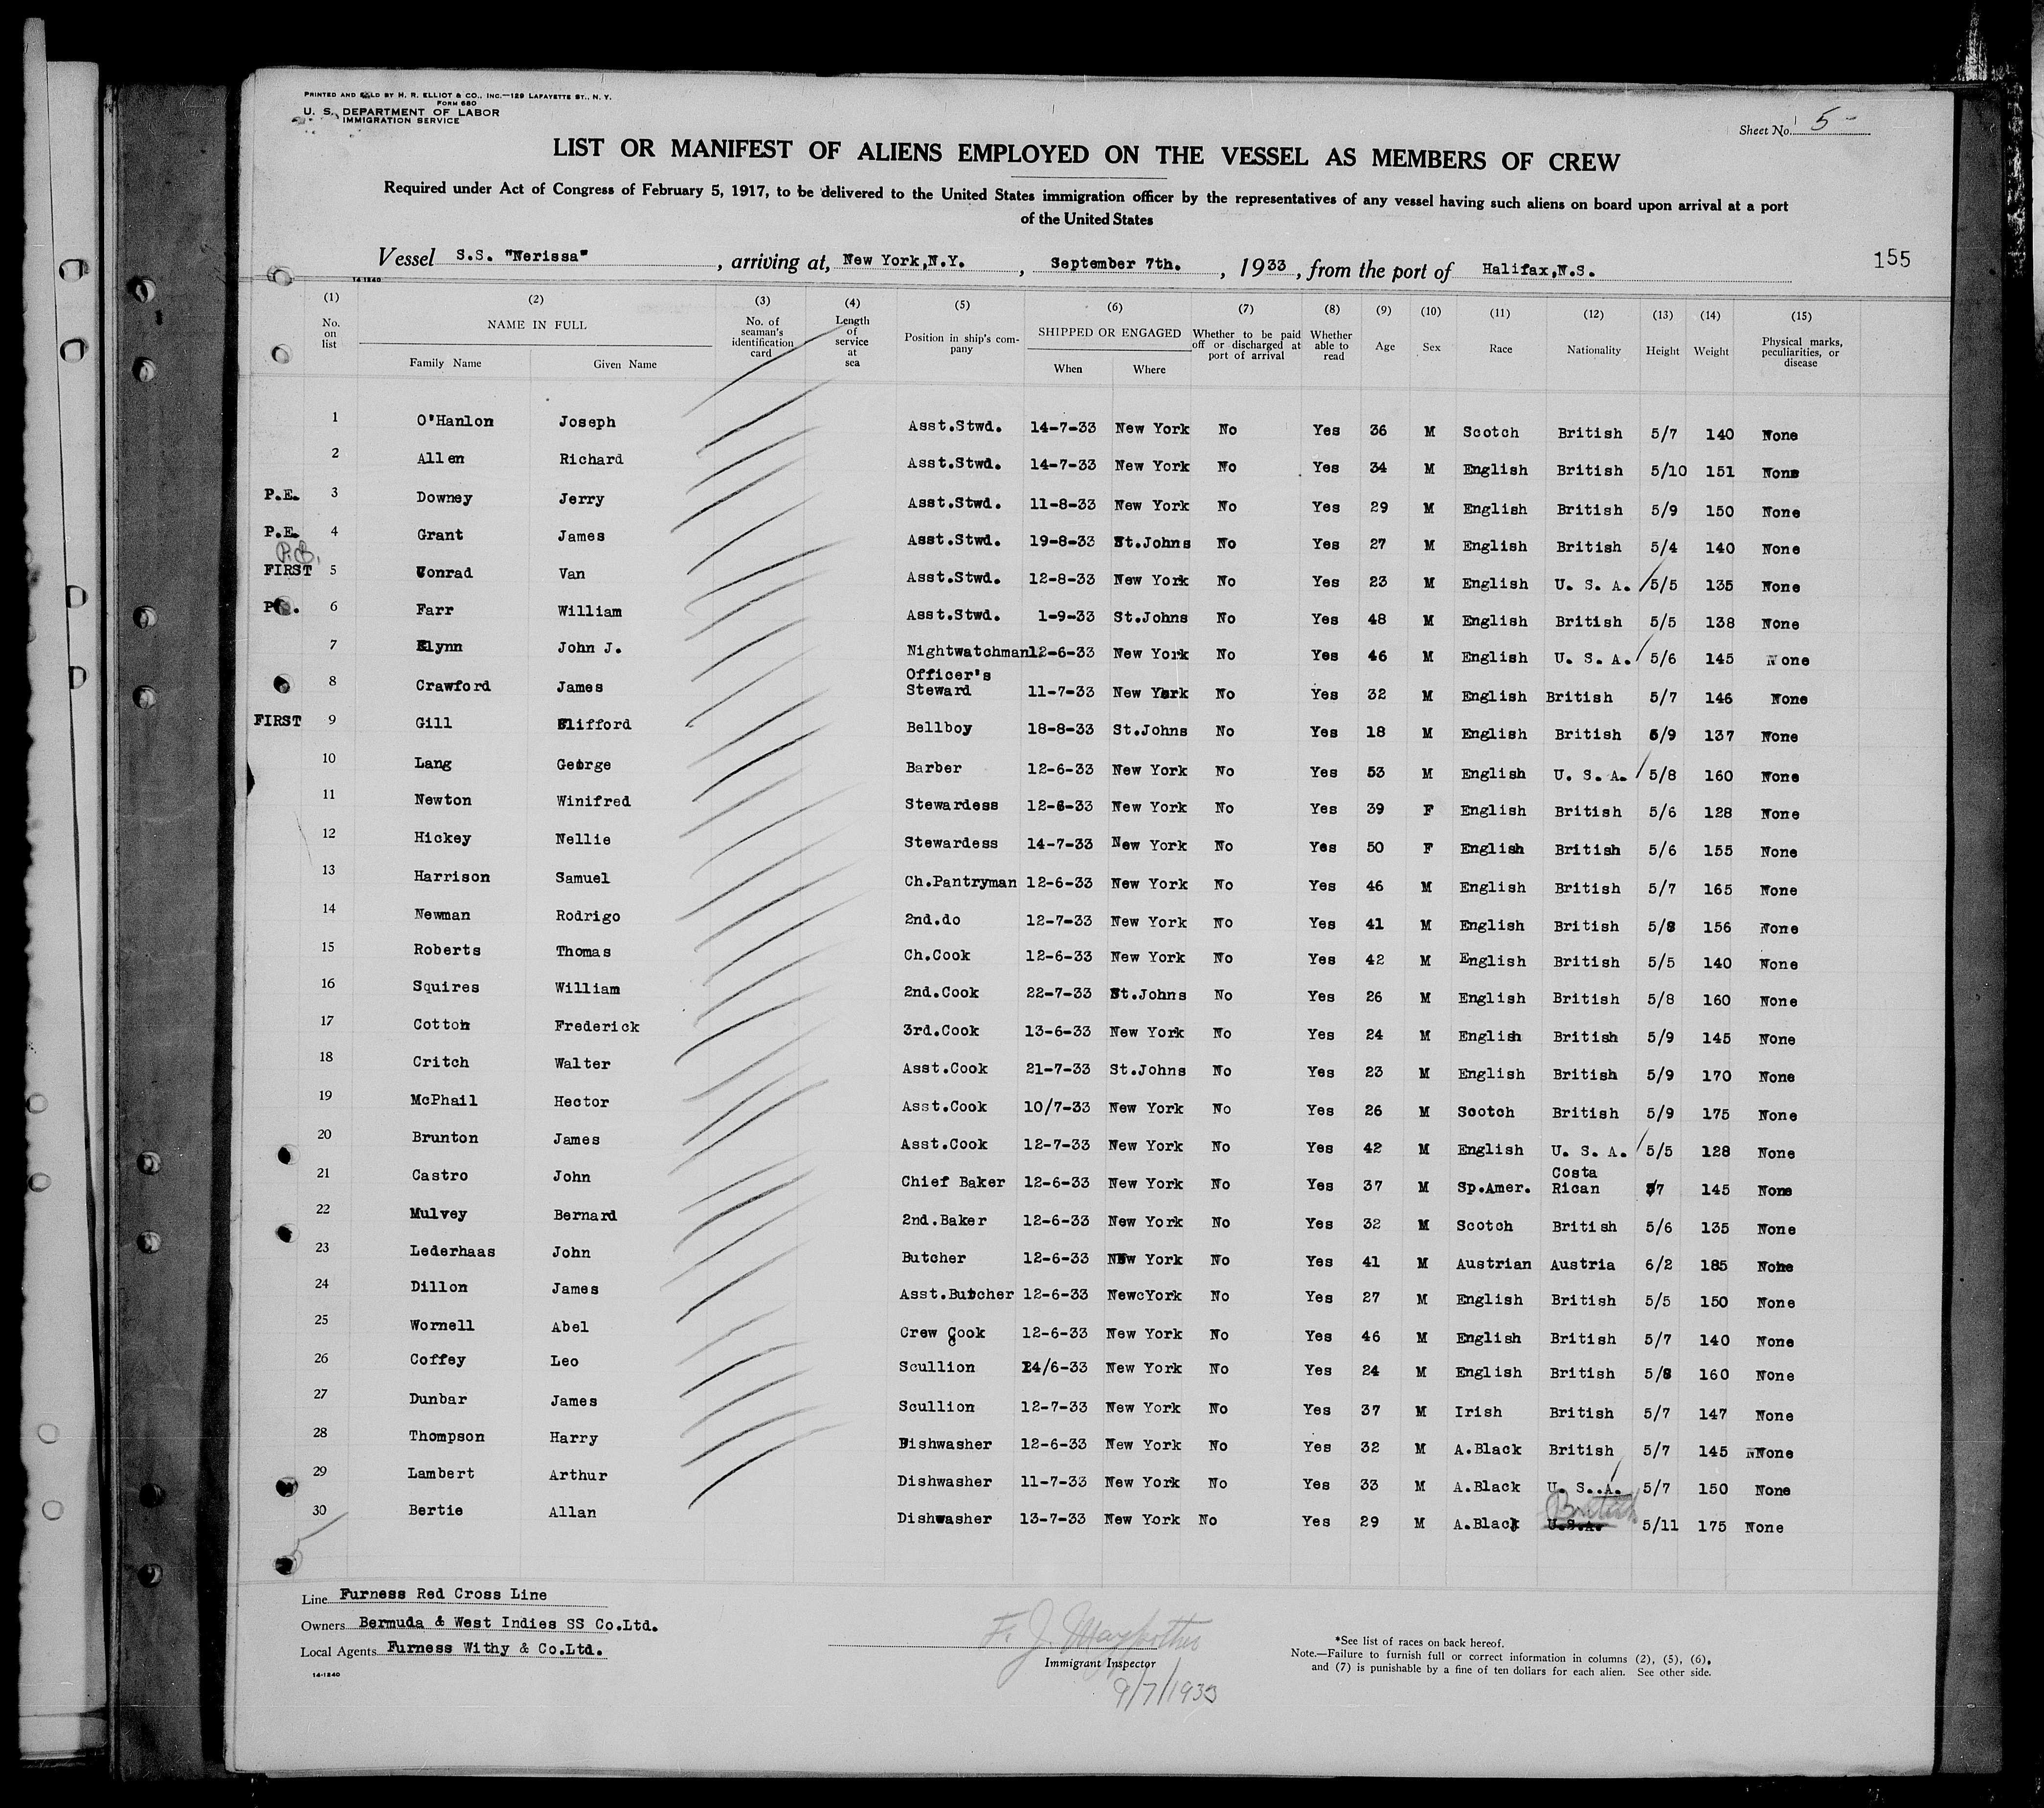 PRINTED AND SOLD BY H. R. ELLIOT & CO., INC.—129 LAFAYETTE ST., N. Y.
FORM 680
U. S. DEPARTMENT OF LABOR
IMMIGRATION SERVICE
Sheet No. 5
LIST OR MANIFEST OF ALIENS EMPLOYED ON THE VESSEL AS MEMBERS OF CREW
Required under Act of Congress of February 5, 1917, to be delivered to the United States immigration officer by the representatives of any vessel having such aliens on board upon arrival at a port
of the United States
Vessel S.S. "Nerissa" , arriving at, New York,N.Y. , September 7th. , 1933 , from the port of Halifax,N.S.
155
14-1240
(1) (2) (3) (4) (5) (6) (7) (8) (9) (10) (11) (12) (13) (14) (15)
No. on list NAME IN FULL Family Name Given Name No. of seaman's identification card Length of service at sea Position in ship's company SHIPPED OR ENGAGED When Where Whether to be paid off or discharged at port of arrival Whether able to read Age Sex Race Nationality Height Weight Physical marks, peculiarities, or disease
1 O'Hanlon Joseph Asst.Stwd. 14-7-33 New York No Yes 36 M Scotch British 5/7 140 None
2 Allen Richard Asst.Stwd. 14-7-33 New York No Yes 34 M English British 5/10 151 None
P.E. 3 Downey Jerry Asst.Stwd. 11-8-33 New York No Yes 29 M English British 5/9 150 None
P.E. 4 Grant James Asst.Stwd. 19-8-33 St.Johns No Yes 27 M English British 5/4 140 None
FIRST 5 Conrad Van Asst.Stwd. 12-8-33 New York No Yes 23 M English U. S. A. 5/5 135 None
6 Farr William Asst.Stwd. 1-9-33 St.Johns No Yes 48 M English British 5/5 138 None
7 Flynn John J. Nightwatchman 12-6-33 New York No Yes 46 M English U. S. A. 5/6 145 None
8 Crawford James Officer's Steward 11-7-33 New York No Yes 32 M English British 5/7 146 None
FIRST 9 Gill Clifford Bellboy 18-8-33 St.Johns No Yes 18 M English British 5/9 137 None
10 Lang George Barber 12-6-33 New York No Yes 53 M English U. S. A. 5/8 160 None
11 Newton Winifred Stewardess 12-6-33 New York No Yes 39 F English British 5/6 128 None
12 Hickey Nellie Stewardess 14-7-33 New York No Yes 50 F English British 5/6 155 None
13 Harrison Samuel Ch.Pantryman 12-6-33 New York No Yes 46 M English British 5/7 165 None
14 Newman Rodrigo 2nd.do 12-7-33 New York No Yes 41 M English British 5/8 156 None
15 Roberts Thomas Ch.Cook 12-6-33 New York No Yes 42 M English British 5/5 140 None
16 Squires William 2nd.Cook 22-7-33 St.Johns No Yes 26 M English British 5/8 160 None
17 Cotton Frederick 3rd.Cook 13-6-33 New York No Yes 24 M English British 5/9 145 None
18 Critch Walter Asst.Cook 21-7-33 St.Johns No Yes 23 M English British 5/9 170 None
19 McPhail Hector Asst.Cook 10/7-33 New York No Yes 26 M Scotch British 5/9 175 None
20 Brunton James Asst.Cook 12-7-33 New York No Yes 42 M English U. S. A. 5/5 128 None
21 Castro John Chief Baker 12-6-33 New York No Yes 37 M Sp.Amer. Costa Rican 5/7 145 None
22 Mulvey Bernard 2nd.Baker 12-6-33 New York No Yes 32 M Scotch British 5/6 135 None
23 Lederhaas John Butcher 12-6-33 New York No Yes 41 M Austrian Austria 6/2 185 None
24 Dillon James Asst.Butcher 12-6-33 NewcYork No Yes 27 M English British 5/5 150 None
25 Wornell Abel Crew Cook 12-6-33 New York No Yes 46 M English British 5/7 140 None
26 Coffey Leo Scullion 24/6-33 New York No Yes 24 M English British 5/8 160 None
27 Dunbar James Scullion 12-7-33 New York No Yes 37 M Irish British 5/7 147 None
28 Thompson Harry Dishwasher 12-6-33 New York No Yes 32 M A.Black British 5/7 145 NNone
29 Lambert Arthur Dishwasher 11-7-33 New York No Yes 33 M A.Black U. S..A. 5/7 150 None
30 Bertie Allan Dishwasher 13-7-33 New York No Yes 29 M A.Black U.S.A. British 5/11 175 None
Line Furness Red Cross Line
Owners Bermuda & West Indies SS Co.Ltd.
Local Agents Furness Withy & Co.Ltd.
14-1240
F. J.
Immigrant Inspector
9/7/1933
*See list of races on back hereof.
Note.—Failure to furnish full or correct information in columns (2), (5), (6),
and (7) is punishable by a fine of ten dollars for each alien. See other side.